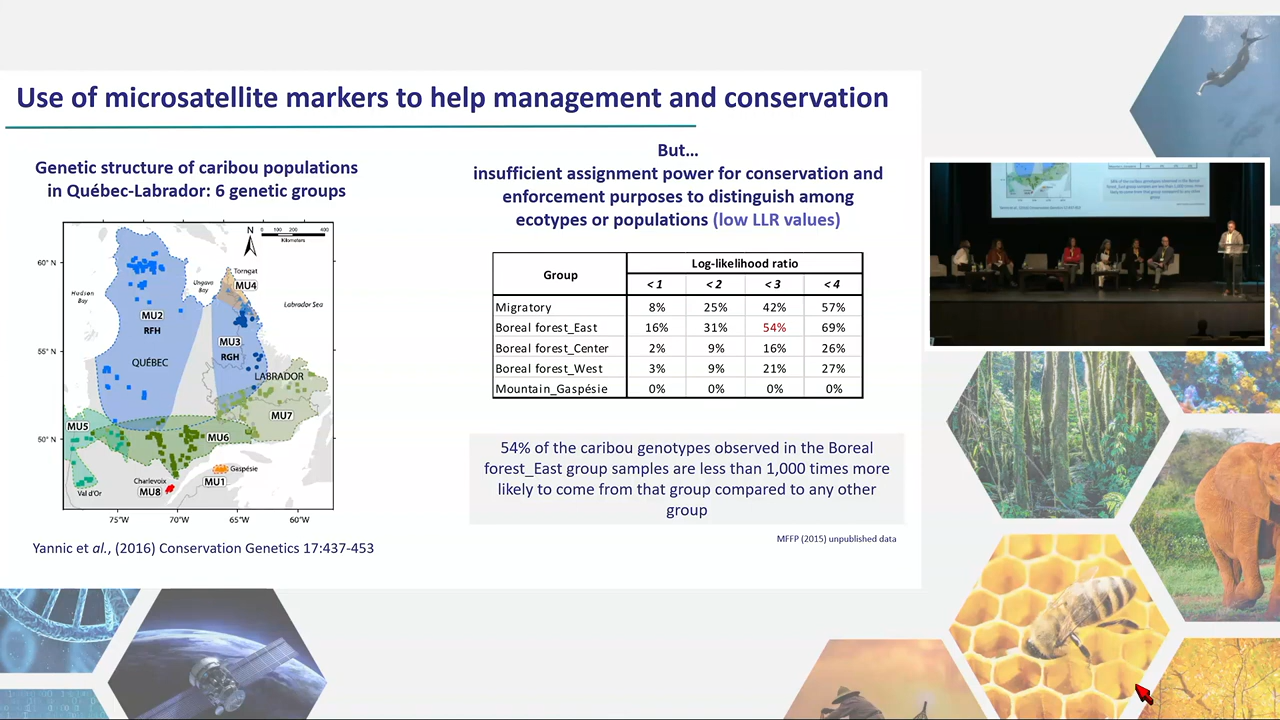 Use of microsatellite markers to help management and conservation
Genetic structure of caribou populations
in Québec-Labrador: 6 genetic groups
N
0 100 200 400
Kilometers
60° N
55° N
50° N
Hudson
Bay
Ungava
Bay
Torngat
MU4
Labrador Sea
MU2
RFH
MU3
RGH
QUÉBEC
LABRADOR
MU7
MU5
MU6
Gaspésie
MU1
Charlevoix
MU8
Val d'Or
75°W 70°W 65°W 60°W
Yannic et al., (2016) Conservation Genetics 17:437-453
But...
insufficient assignment power for conservation and
enforcement purposes to distinguish among
ecotypes or populations (low LLR values)
Group Log-likelihood ratio
< 1 < 2 < 3 < 4
Migratory 8% 25% 42% 57%
Boreal forest_East 16% 31% 54% 69%
Boreal forest_Center 2% 9% 16% 26%
Boreal forest_West 3% 9% 21% 27%
Mountain_Gaspésie 0% 0% 0% 0%
54% of the caribou genotypes observed in the Boreal
forest_East group samples are less than 1,000 times more
likely to come from that group compared to any other
group
MFFP (2015) unpublished data